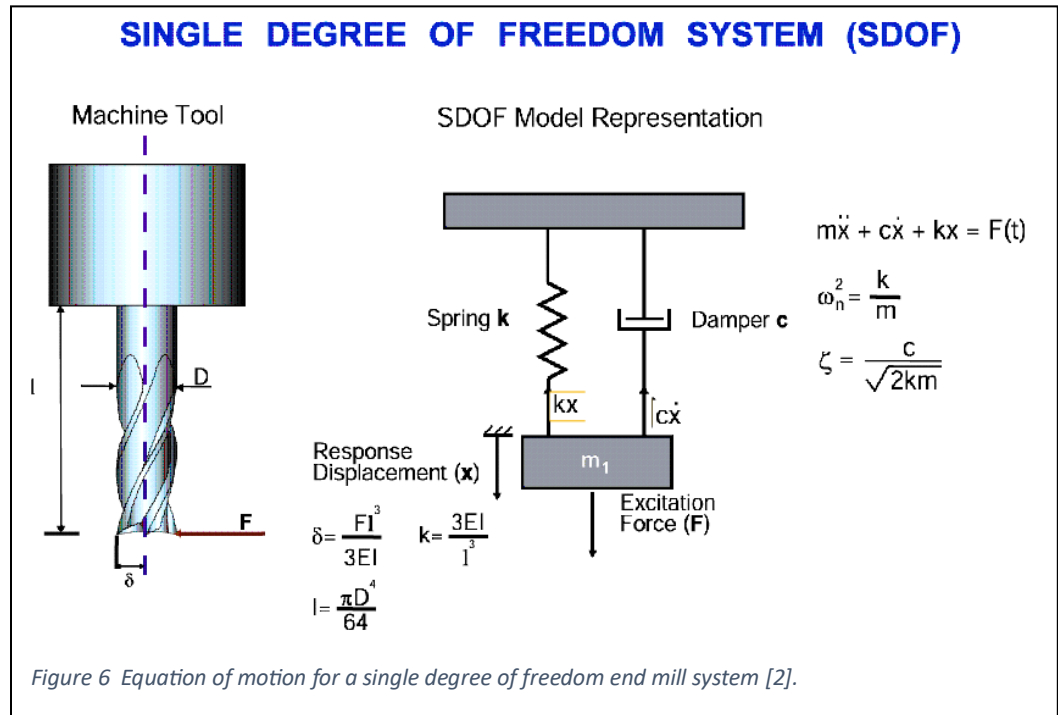 SINGLE DEGREE OF FREEDOM SYSTEM (SDOF)
Machine Tool
SDOF Model Representation
mẍ + cẋ + kx = F(t)
ωₙ² = k/m
Spring k
Damper c
ζ = c/√2km
l
D
kx
cẋ
m₁
Response
Displacement (x)
Excitation
Force (F)
F
δ
δ= Fl³/3EI
k= 3EI/l³
I= πD⁴/64
Figure 6 Equation of motion for a single degree of freedom end mill system [2].